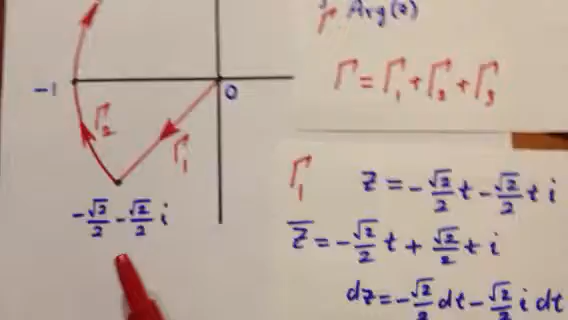 Γ Arg(z)
Γ = Γ₁ + Γ₂ + Γ₃
-1
0
Γ₂
Γ₁
-√2/2 - √2/2 i
Γ₁ z = -√2/2 t - √2/2 t i
z̅ = -√2/2 t + √2/2 t i
dz = -√2/2 dt - √2/2 i dt